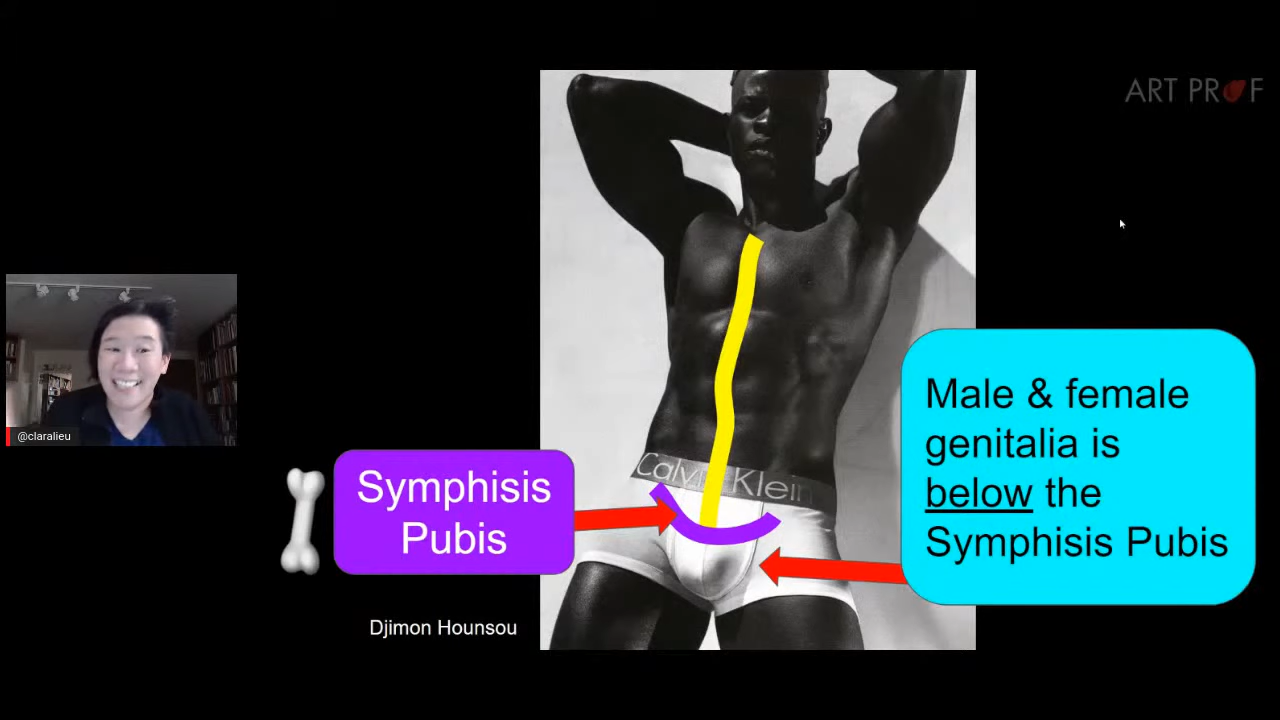 ART PROF
Calvin Klein
Male & female
genitalia is
below the
Symphisis Pubis
@claralieu
Symphisis
Pubis
Djimon Hounsou